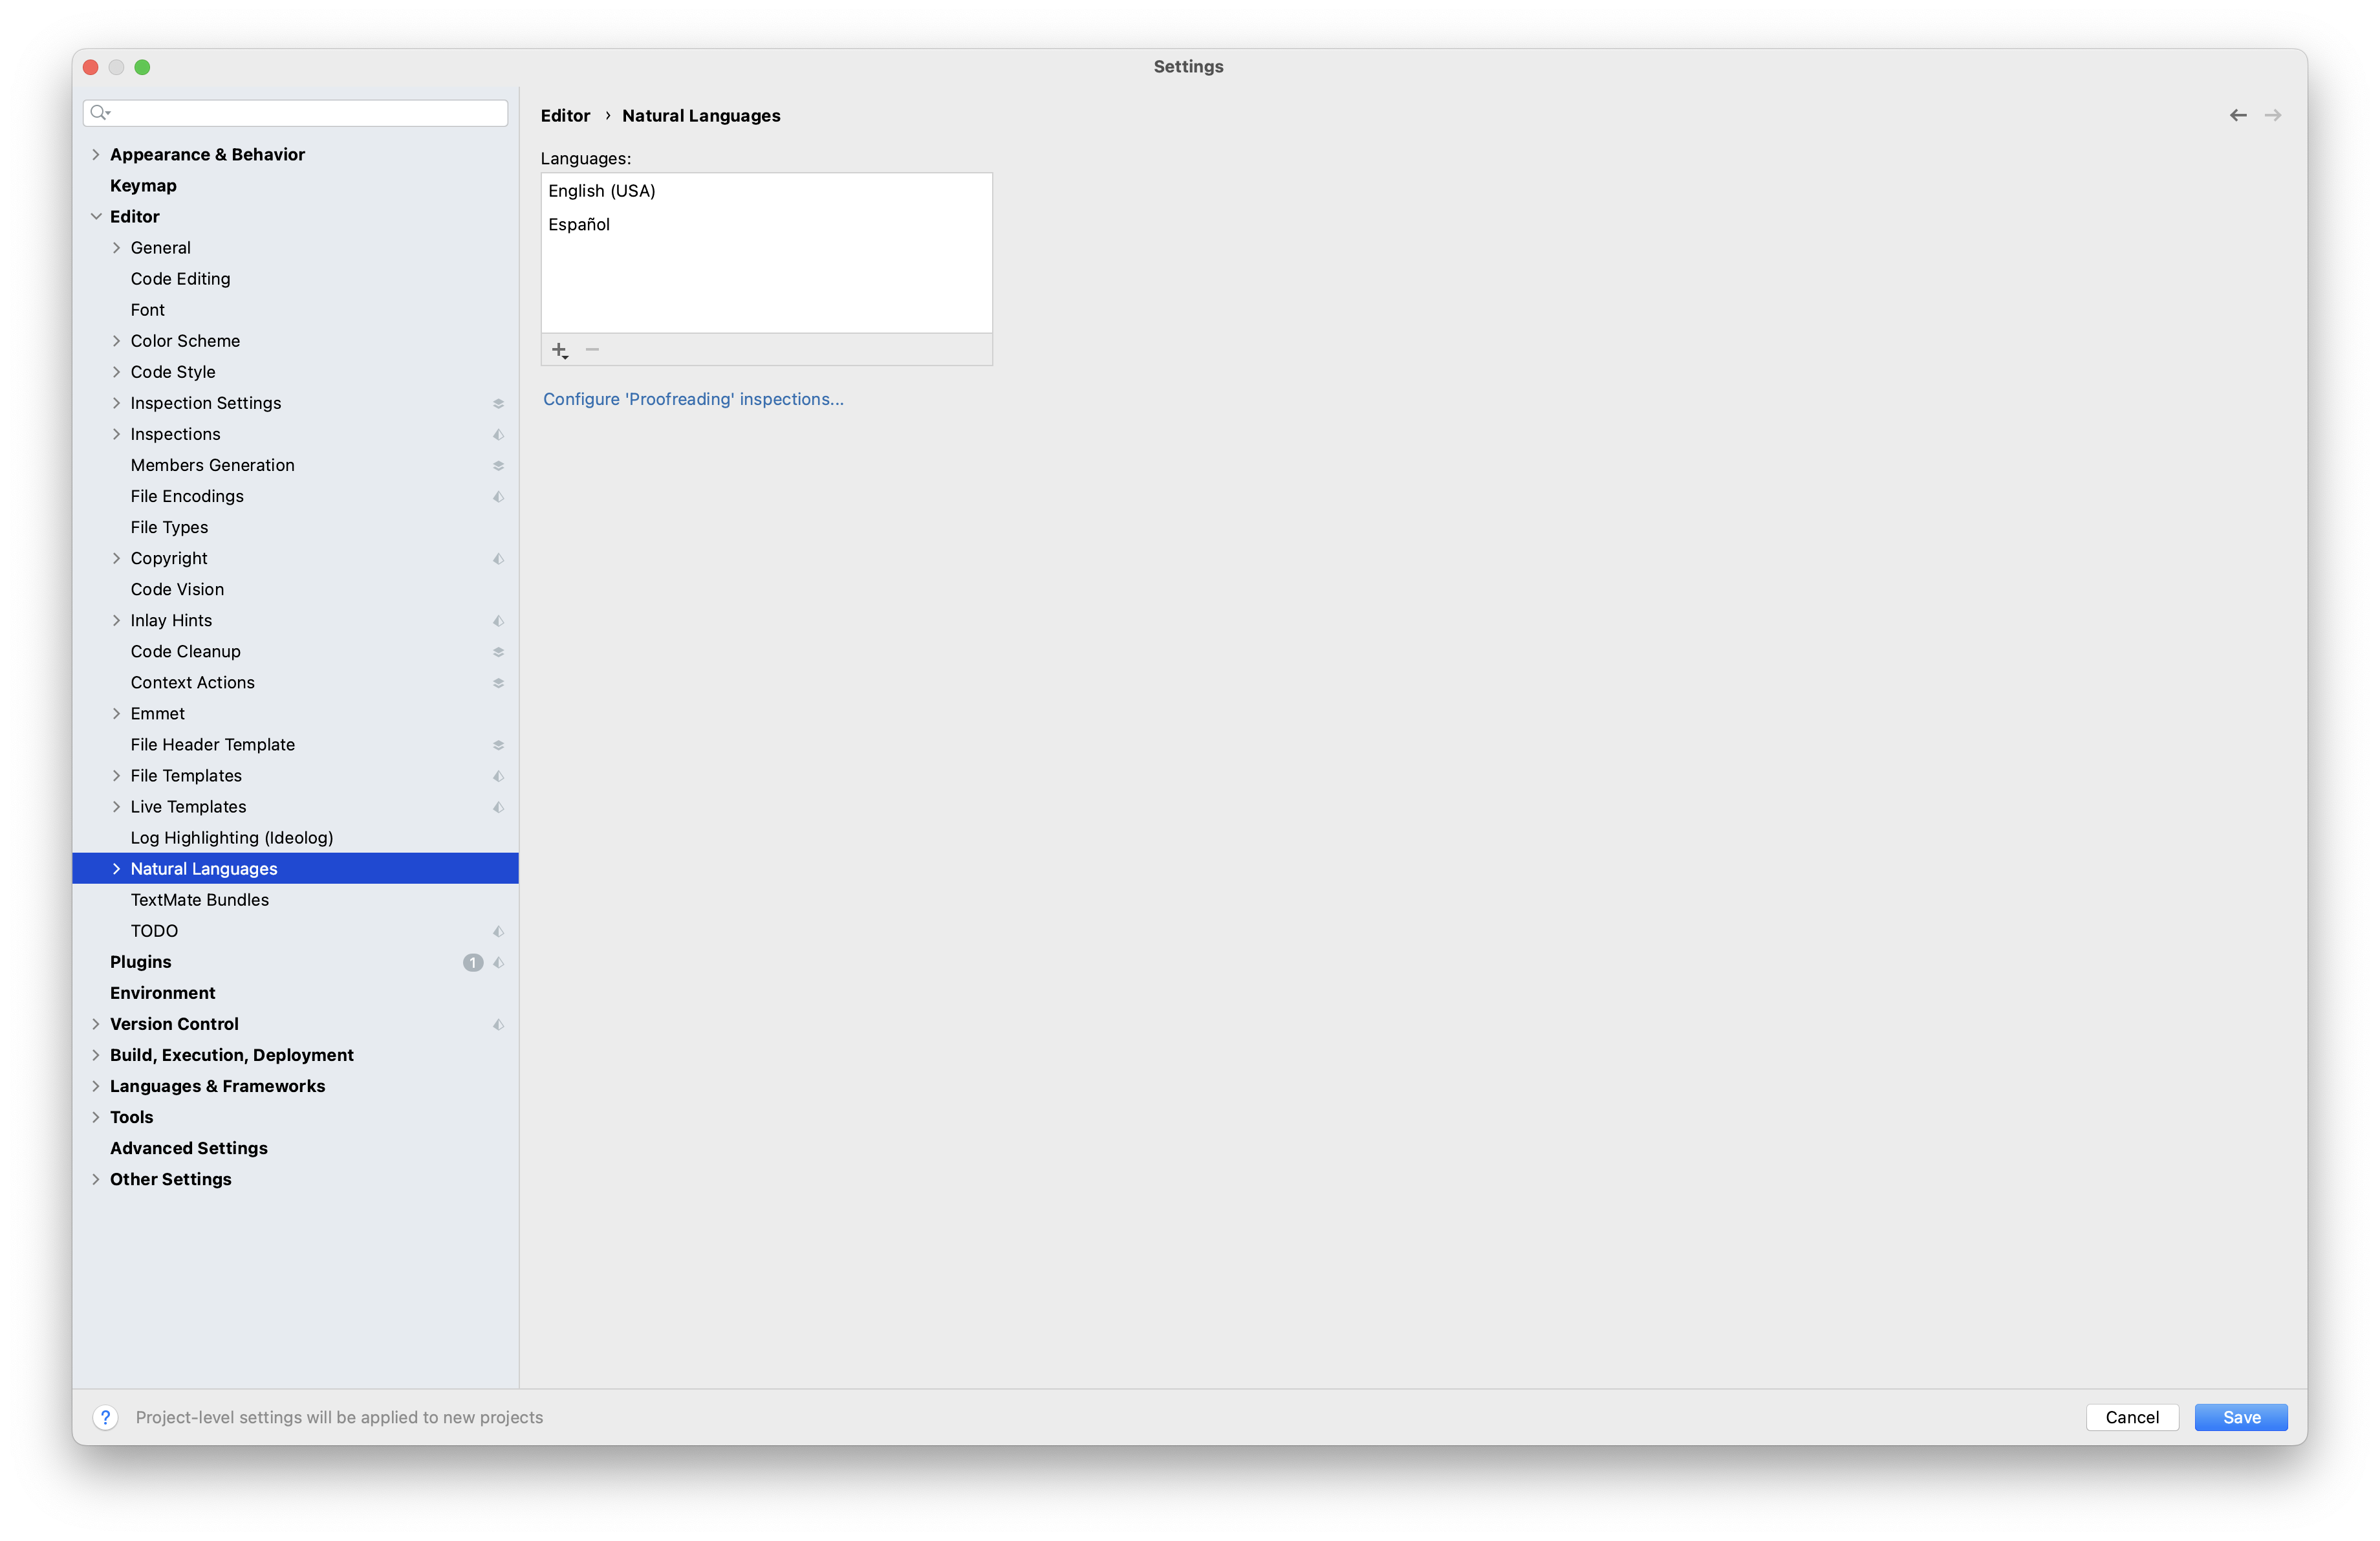 Settings
Appearance & Behavior
Keymap
Editor
General
Code Editing
Font
Color Scheme
Code Style
Inspection Settings
Inspections
Members Generation
File Encodings
File Types
Copyright
Code Vision
Inlay Hints
Code Cleanup
Context Actions
Emmet
File Header Template
File Templates
Live Templates
Log Highlighting (Ideolog)
Natural Languages
TextMate Bundles
TODO
Plugins 1
Environment
Version Control
Build, Execution, Deployment
Languages & Frameworks
Tools
Advanced Settings
Other Settings
Editor › Natural Languages
Languages:
English (USA)
Español
Configure 'Proofreading' inspections...
? Project-level settings will be applied to new projects
Cancel Save